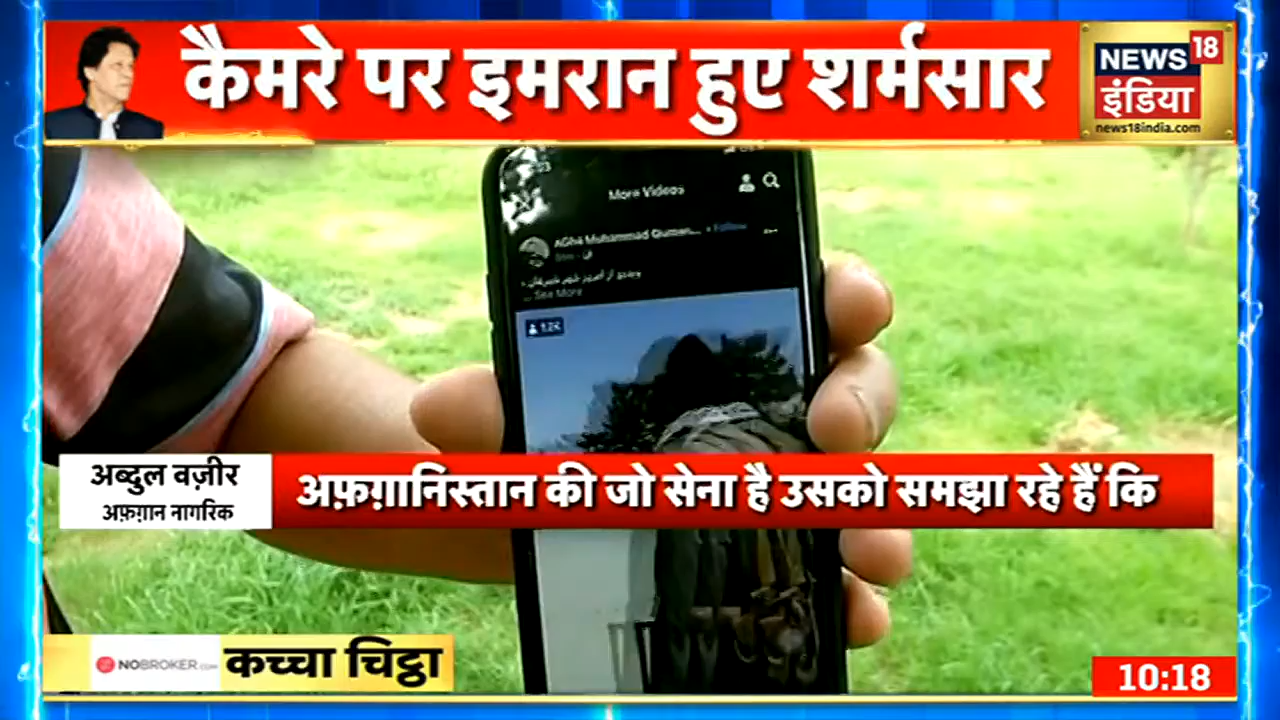 कैमरे पर इमरान हुए शर्मसार
NEWS 18
इंडिया
news18india.com
More Videos
Follow
See More
1.2K
अब्दुल वज़ीर
अफ़ग़ान नागरिक
अफ़ग़ानिस्तान की जो सेना है उसको समझा रहे हैं कि
NOBROKER.COM
कच्चा चिट्ठा
10:18